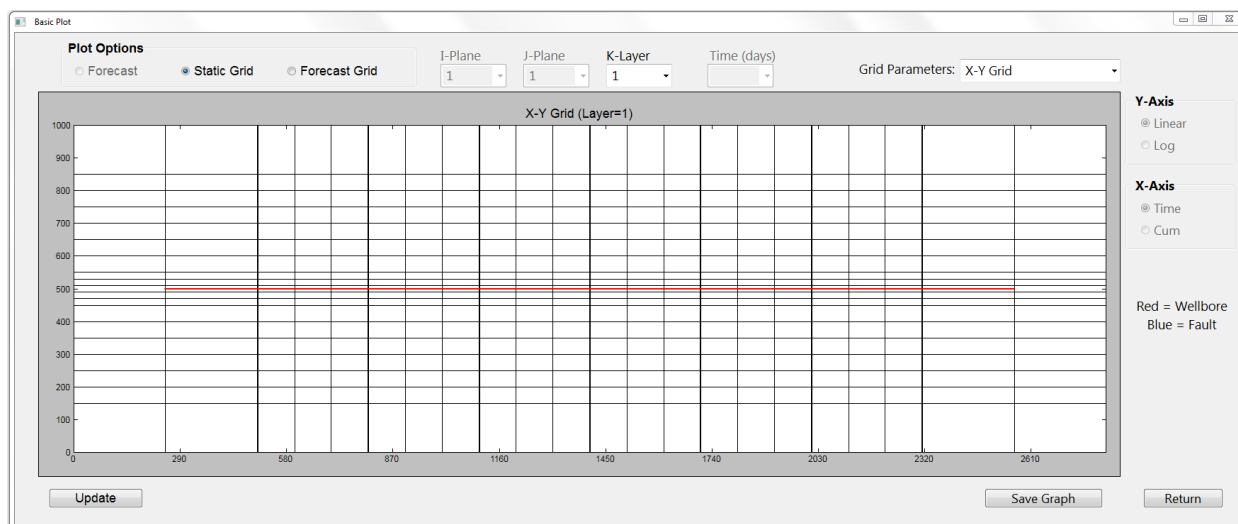 Basic Plot
Plot Options
Forecast
Static Grid
Forecast Grid
I-Plane
1
J-Plane
1
K-Layer
1
Time (days)
Grid Parameters: X-Y Grid
X-Y Grid (Layer=1)
1000
900
800
700
600
500
400
300
200
100
0
0 290 580 870 1160 1450 1740 2030 2320 2610
Y-Axis
Linear
Log
X-Axis
Time
Cum
Red = Wellbore
Blue = Fault
Update
Save Graph
Return